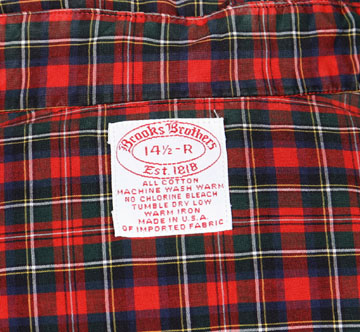 Brooks Brothers
14½-R
Est. 1818
ALL COTTON
MACHINE WASH WARM
NO CHLORINE BLEACH
TUMBLE DRY LOW
WARM IRON
MADE IN U.S.A.
OF IMPORTED FABRIC